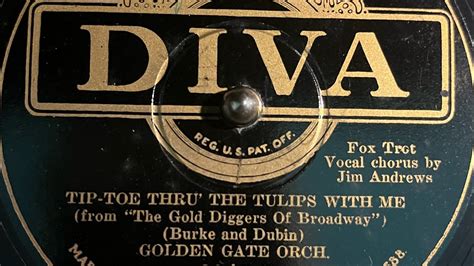 DIVA
REG. U.S. PAT. OFF.
Fox Trot
Vocal chorus by
Jim Andrews
TIP-TOE THRU' THE TULIPS WITH ME
(from "The Gold Diggers Of Broadway")
(Burke and Dubin)
GOLDEN GATE ORCH.